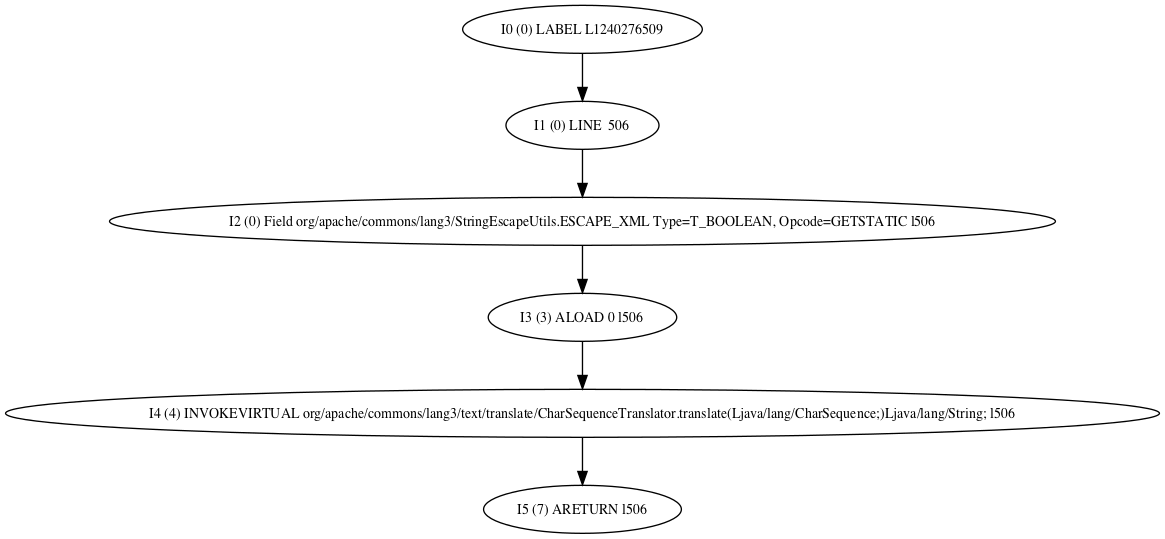 I0 (0) LABEL L1240276509
I1 (0) LINE 506
I2 (0) Field org/apache/commons/lang3/StringEscapeUtils.ESCAPE_XML Type=T_BOOLEAN, Opcode=GETSTATIC l506
I3 (3) ALOAD 0 l506
I4 (4) INVOKEVIRTUAL org/apache/commons/lang3/text/translate/CharSequenceTranslator.translate(Ljava/lang/CharSequence;)Ljava/lang/String; l506
I5 (7) ARETURN l506